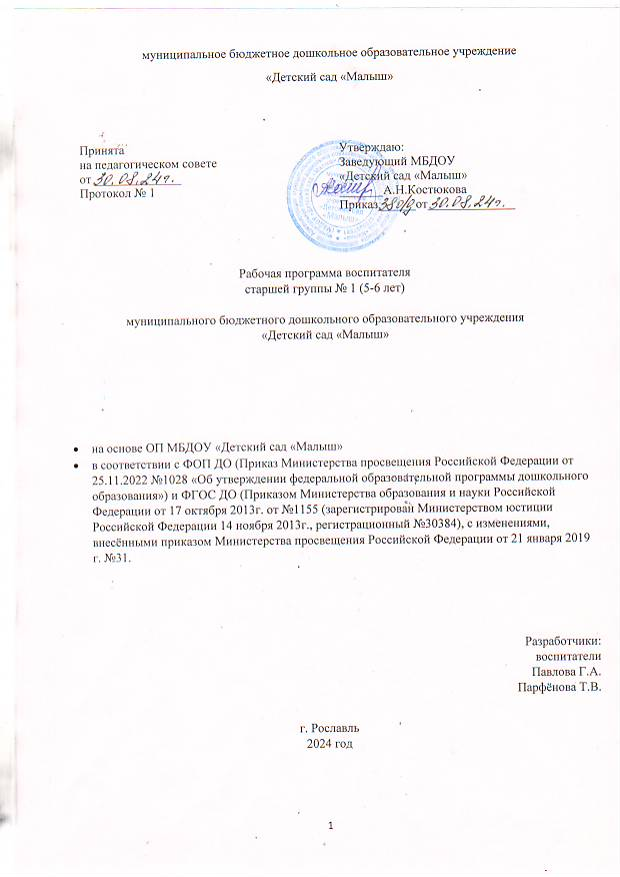 муниципальное бюджетное дошкольное образовательное учреждение
«Детский сад «Малыш»
Принята
на педагогическом совете
от 30.08.24г.
Протокол № 1
Утверждаю:
Заведующий МБДОУ
«Детский сад «Малыш»
А.Н.Костюкова
Приказ 380/д от 30.08.24г.
Рабочая программа воспитателя
старшей группы № 1 (5-6 лет)
муниципального бюджетного дошкольного образовательного учреждения
«Детский сад «Малыш»
• на основе ОП МБДОУ «Детский сад «Малыш»
• в соответствии с ФОП ДО (Приказ Министерства просвещения Российской Федерации от
25.11.2022 №1028 «Об утверждении федеральной образовательной программы дошкольного
образования») и ФГОС ДО (Приказом Министерства образования и науки Российской
Федерации от 17 октября 2013г. от №1155 (зарегистрирован Министерством юстиции
Российской Федерации 14 ноября 2013г., регистрационный №30384), с изменениями,
внесёнными приказом Министерства просвещения Российской Федерации от 21 января 2019
г. №31.
Разработчики:
воспитатели
Павлова Г.А.
Парфёнова Т.В.
г. Рославль
2024 год
1